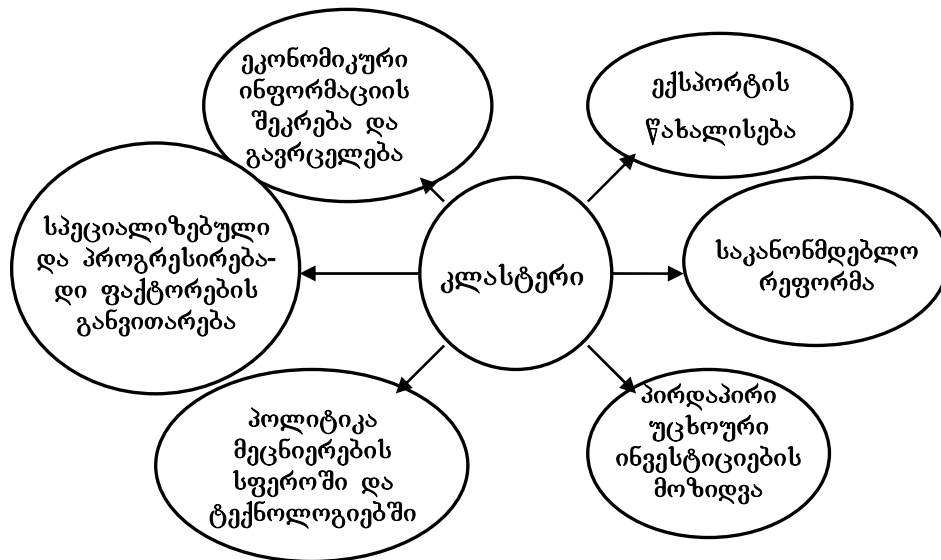 ეკონომიკური
ინფორმაციის
შეკრება და
გავრცელება
ექსპორტის
წახალისება
სპეციალიზებული
და პროგრესირება-
დი ფაქტორების
განვითარება
კლასტერი
საკანონმდებლო
რეფორმა
პოლიტიკა
მეცნიერების
სფეროში და
ტექნოლოგიებში
პირდაპირი
უცხოური
ინვესტიციების
მოზიდვა